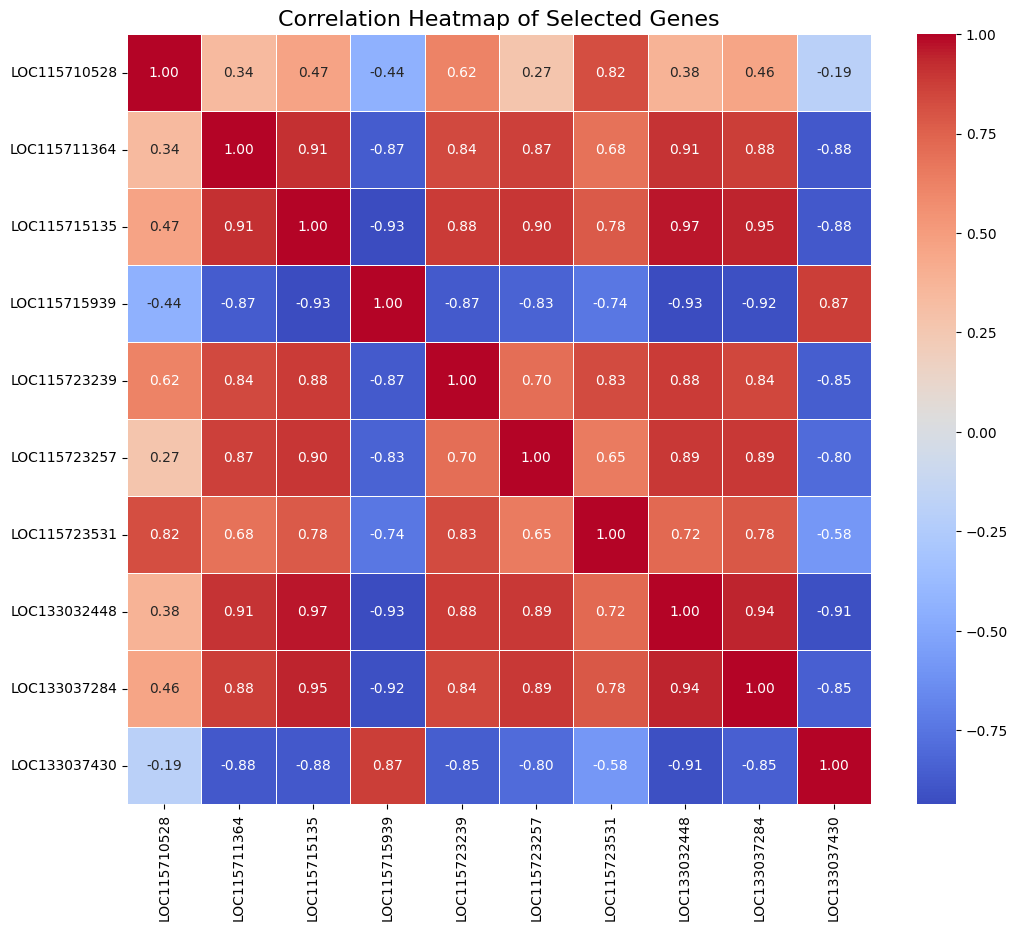 Correlation Heatmap of Selected Genes
LOC115710528 1.00 0.34 0.47 -0.44 0.62 0.27 0.82 0.38 0.46 -0.19
LOC115711364 0.34 1.00 0.91 -0.87 0.84 0.87 0.68 0.91 0.88 -0.88
LOC115715135 0.47 0.91 1.00 -0.93 0.88 0.90 0.78 0.97 0.95 -0.88
LOC115715939 -0.44 -0.87 -0.93 1.00 -0.87 -0.83 -0.74 -0.93 -0.92 0.87
LOC115723239 0.62 0.84 0.88 -0.87 1.00 0.70 0.83 0.88 0.84 -0.85
LOC115723257 0.27 0.87 0.90 -0.83 0.70 1.00 0.65 0.89 0.89 -0.80
LOC115723531 0.82 0.68 0.78 -0.74 0.83 0.65 1.00 0.72 0.78 -0.58
LOC133032448 0.38 0.91 0.97 -0.93 0.88 0.89 0.72 1.00 0.94 -0.91
LOC133037284 0.46 0.88 0.95 -0.92 0.84 0.89 0.78 0.94 1.00 -0.85
LOC133037430 -0.19 -0.88 -0.88 0.87 -0.85 -0.80 -0.58 -0.91 -0.85 1.00
LOC115710528
LOC115711364
LOC115715135
LOC115715939
LOC115723239
LOC115723257
LOC115723531
LOC133032448
LOC133037284
LOC133037430
1.00
0.75
0.50
0.25
0.00
−0.25
−0.50
−0.75